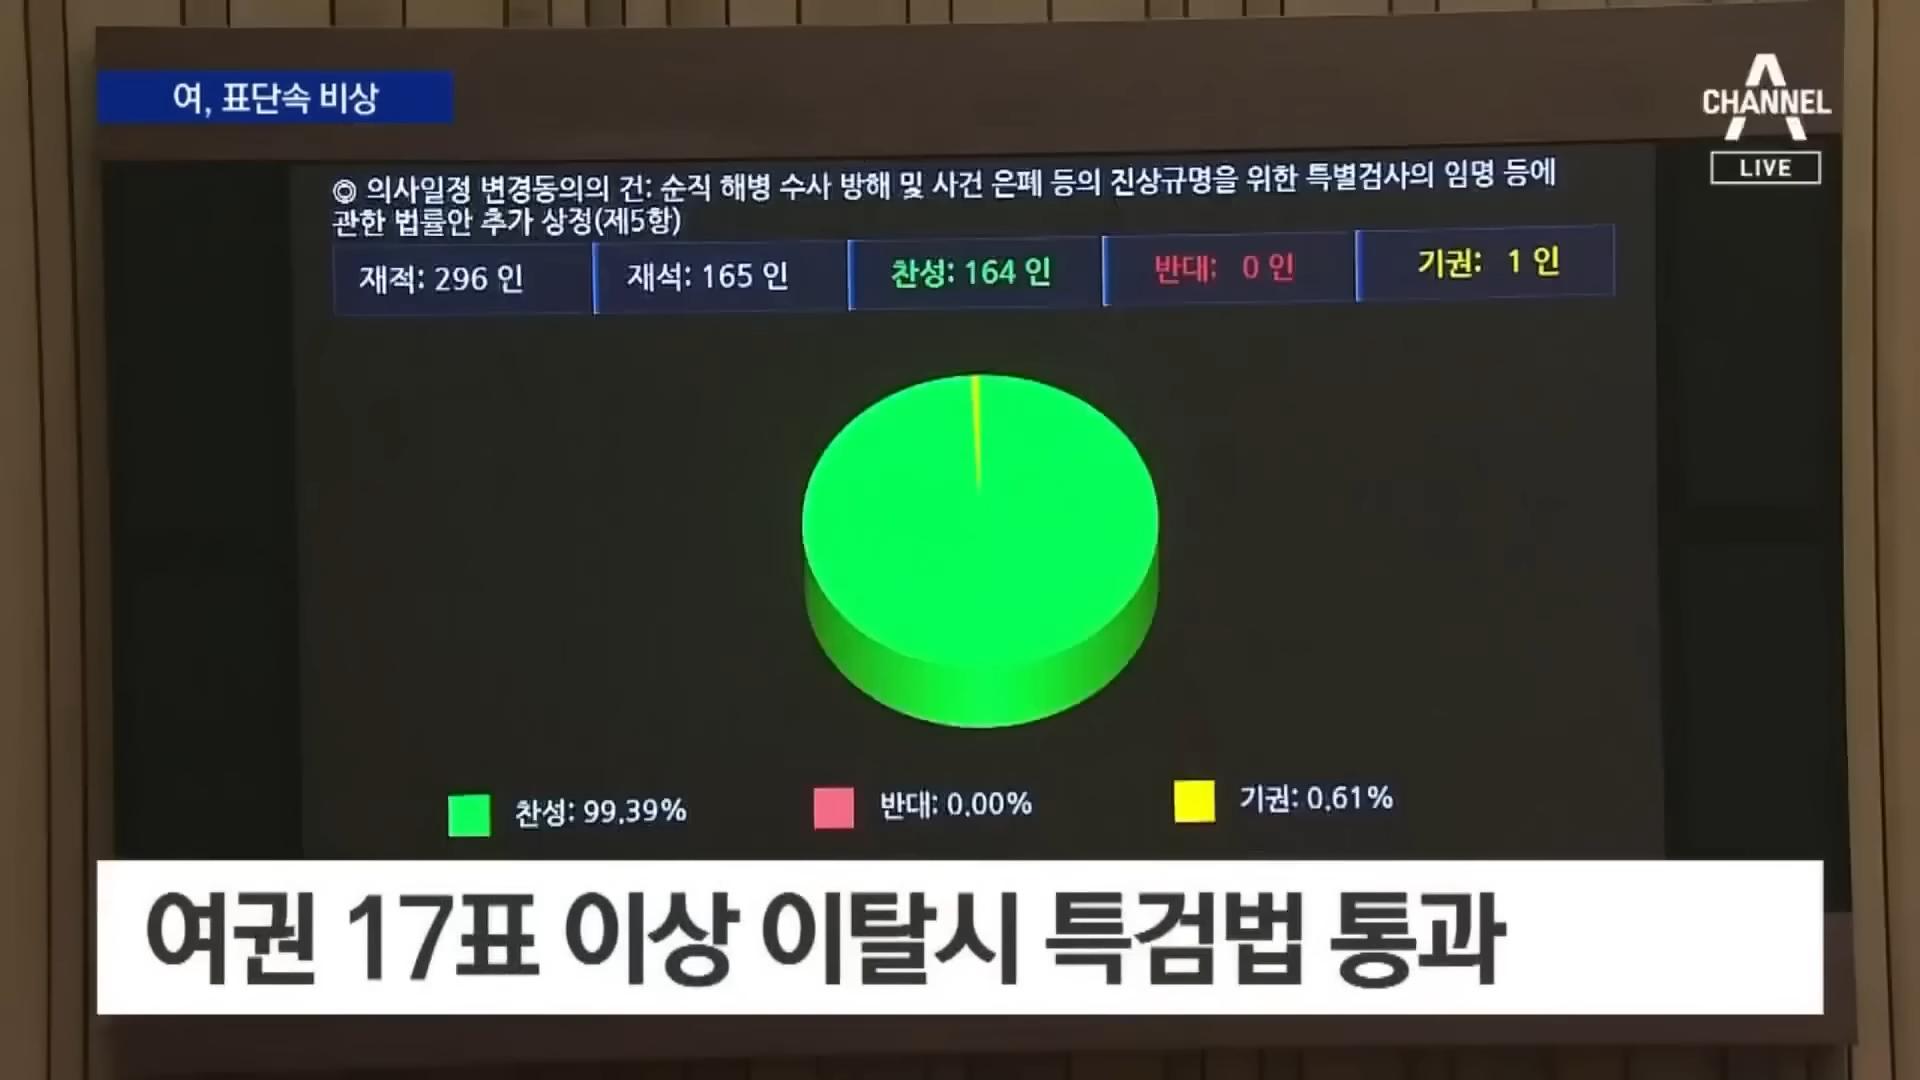 여, 표단속 비상
CHANNEL A
LIVE
◎ 의사일정 변경동의의 건: 순직 해병 수사 방해 및 사건 은폐 등의 진상규명을 위한 특별검사의 임명 등에
관한 법률안 추가 상정(제5항)
재적: 296 인 재석: 165 인 찬성: 164 인 반대: 0 인 기권: 1 인
찬성: 99.39% 반대: 0.00% 기권: 0.61%
여권 17표 이상 이탈시 특검법 통과